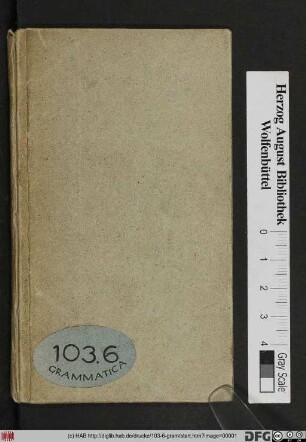 Herzog August Bibliothek
Wolfenbüttel
0 1 2 3 4
Gray Scale
103,6
GRAMMATICA
(c) HAB http://diglib.hab.de/drucke/103-6-gram/start.htm?image=00001
DFG